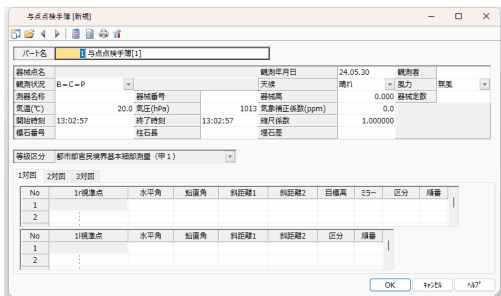 与点点検手簿 [新規]
パート名 1 与点点検手簿[1]
器械点名 観測年月日 24.05.30 観測者
観測状況 B=C=P 天候 晴れ 風力 無風
測器名称 器械番号 器械高 0.000 器械定数
気温(℃) 20.0 気圧(hPa) 1013 気象補正係数(ppm) 0.0
開始時刻 13:02:57 終了時刻 13:02:57 縮尺係数 1.000000
標石番号 柱石長 埋石差
等級区分 都市部官民境界基本細部測量(甲1)
1対回 2対回 3対回
No 1r視準点 水平角 鉛直角 斜距離1 斜距離2 目標高 ミラー 区分 順番
1
2
No 1l視準点 水平角 鉛直角 斜距離1 斜距離2 区分 順番
1
2
OK ｷｬﾝｾﾙ ﾍﾙﾌﾟ